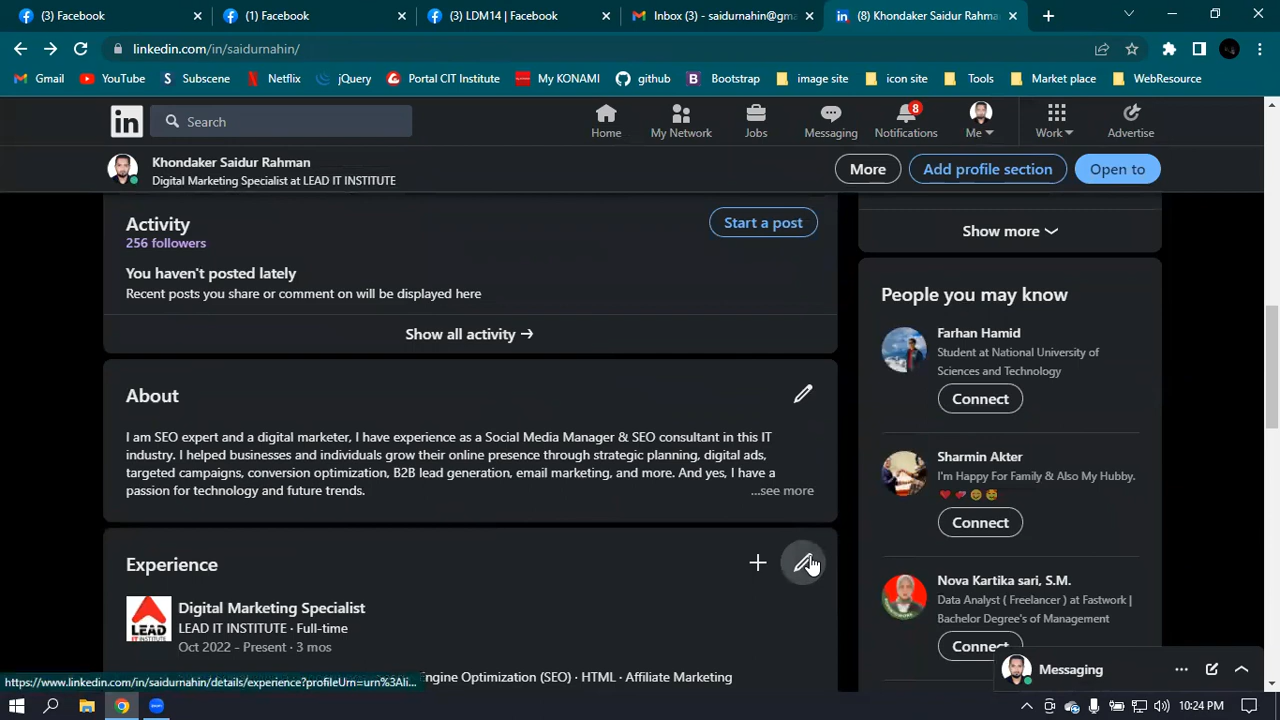 (3) Facebook
(1) Facebook
(3) LDM14 | Facebook
Inbox (3) - saidurnahin@gma
(8) Khondaker Saidur Rahma
linkedin.com/in/saidurnahin/
Gmail
YouTube
Subscene
Netflix
jQuery
Portal CIT Institute
My KONAMI
github
Bootstrap
image site
icon site
Tools
Market place
WebResource
in
Search
Home
My Network
Jobs
Messaging
8
Notifications
Me
Work
Advertise
Khondaker Saidur Rahman
Digital Marketing Specialist at LEAD IT INSTITUTE
More
Add profile section
Open to
Activity
256 followers
Start a post
You haven't posted lately
Recent posts you share or comment on will be displayed here
Show all activity →
About
I am SEO expert and a digital marketer, I have experience as a Social Media Manager & SEO consultant in this IT
industry. I helped businesses and individuals grow their online presence through strategic planning, digital ads,
targeted campaigns, conversion optimization, B2B lead generation, email marketing, and more. And yes, I have a
passion for technology and future trends.
...see more
Experience
LEAD
IT INSTITUTE
Digital Marketing Specialist
LEAD IT INSTITUTE · Full-time
Oct 2022 - Present · 3 mos
ngine Optimization (SEO) · HTML · Affiliate Marketing
Show more
People you may know
Farhan Hamid
Student at National University of
Sciences and Technology
Connect
Sharmin Akter
I'm Happy For Family & Also My Hubby.
Connect
Nova Kartika sari, S.M.
Data Analyst ( Freelancer ) at Fastwork |
Bachelor Degree's of Management
Connect
Messaging
https://www.linkedin.com/in/saidurnahin/details/experience?profileUrn=urn%3Ali...
10:24 PM